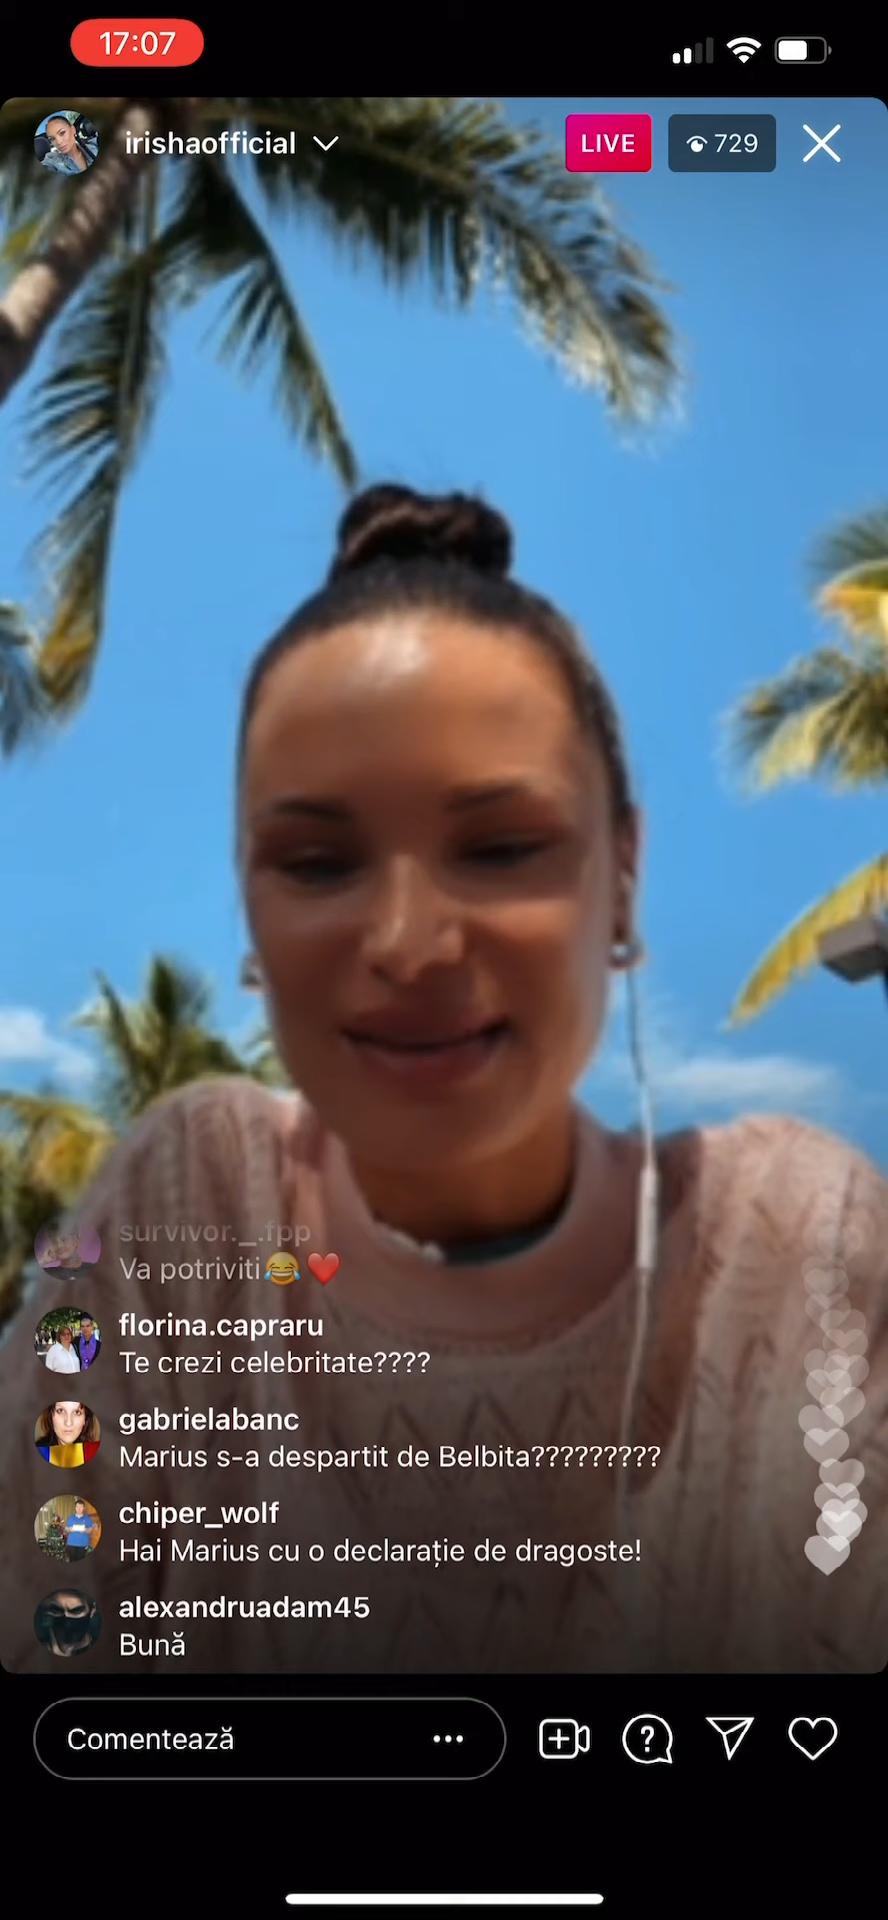 17:07
irishaofficial
LIVE
729
survivor._.fpp
Va potriviti😂❤️
florina.capraru
Te crezi celebritate????
gabrielabanc
Marius s-a despartit de Belbita?????????
chiper_wolf
Hai Marius cu o declarație de dragoste!
alexandruadam45
Bună
Comentează